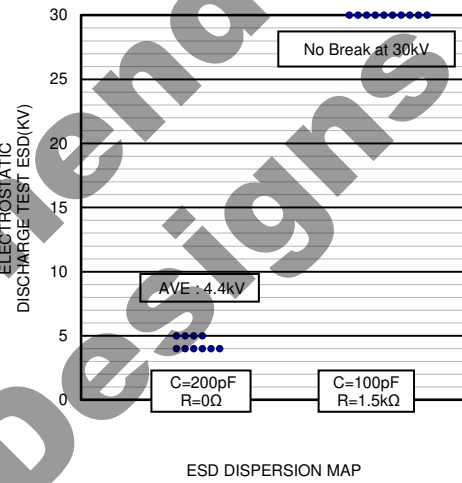 30
25
20
15
10
5
0
ELECTROSTATIC
DISCHARGE TEST ESD(KV)
No Break at 30kV
AVE : 4.4kV
C=200pF
R=0Ω
C=100pF
R=1.5kΩ
ESD DISPERSION MAP
Designs